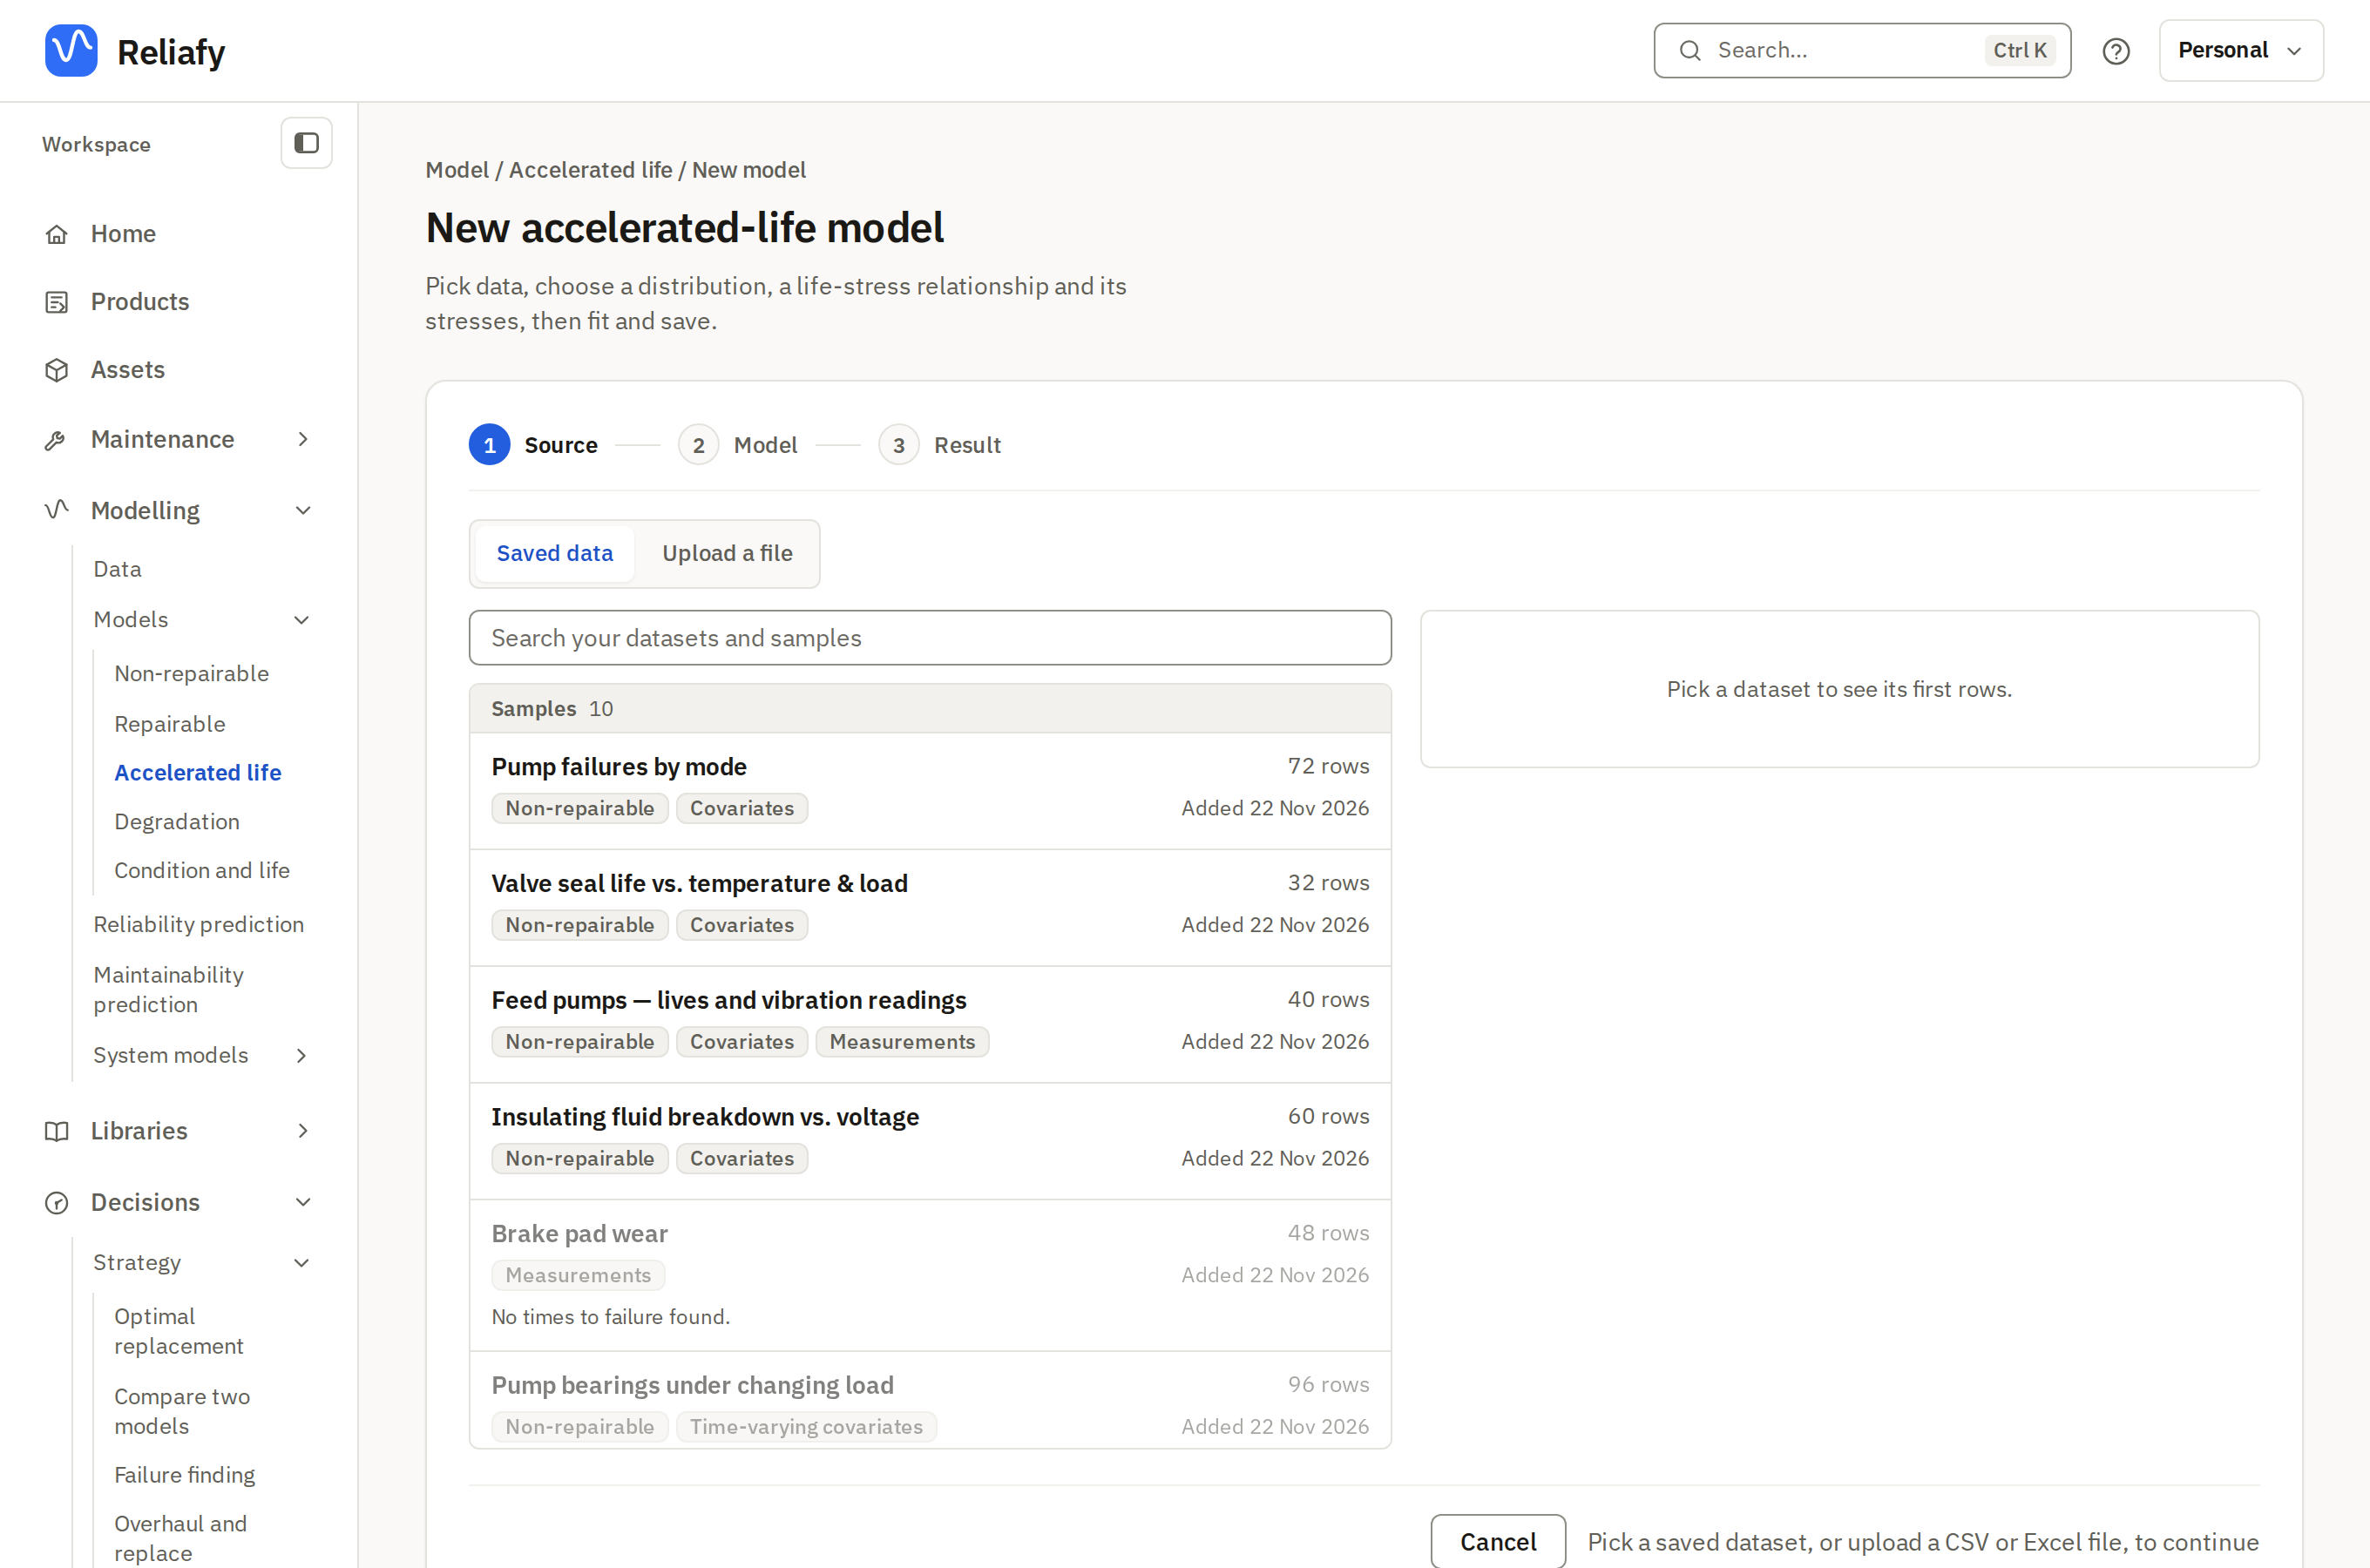 Reliafy
Search...
Ctrl K
Personal
Workspace
Home
Products
Assets
Maintenance
Modelling
Data
Models
Non-repairable
Repairable
Accelerated life
Degradation
Condition and life
Reliability prediction
Maintainability
prediction
System models
Libraries
Decisions
Strategy
Optimal
replacement
Compare two
models
Failure finding
Overhaul and
replace
Model / Accelerated life / New model
New accelerated-life model
Pick data, choose a distribution, a life-stress relationship and its
stresses, then fit and save.
1 Source
2 Model
3 Result
Saved data
Upload a file
Search your datasets and samples
Samples 10
Pump failures by mode
72 rows
Non-repairable Covariates
Added 22 Nov 2026
Valve seal life vs. temperature & load
32 rows
Non-repairable Covariates
Added 22 Nov 2026
Feed pumps — lives and vibration readings
40 rows
Non-repairable Covariates Measurements
Added 22 Nov 2026
Insulating fluid breakdown vs. voltage
60 rows
Non-repairable Covariates
Added 22 Nov 2026
Brake pad wear
48 rows
Measurements
Added 22 Nov 2026
No times to failure found.
Pump bearings under changing load
96 rows
Non-repairable Time-varying covariates
Added 22 Nov 2026
Pick a dataset to see its first rows.
Cancel
Pick a saved dataset, or upload a CSV or Excel file, to continue